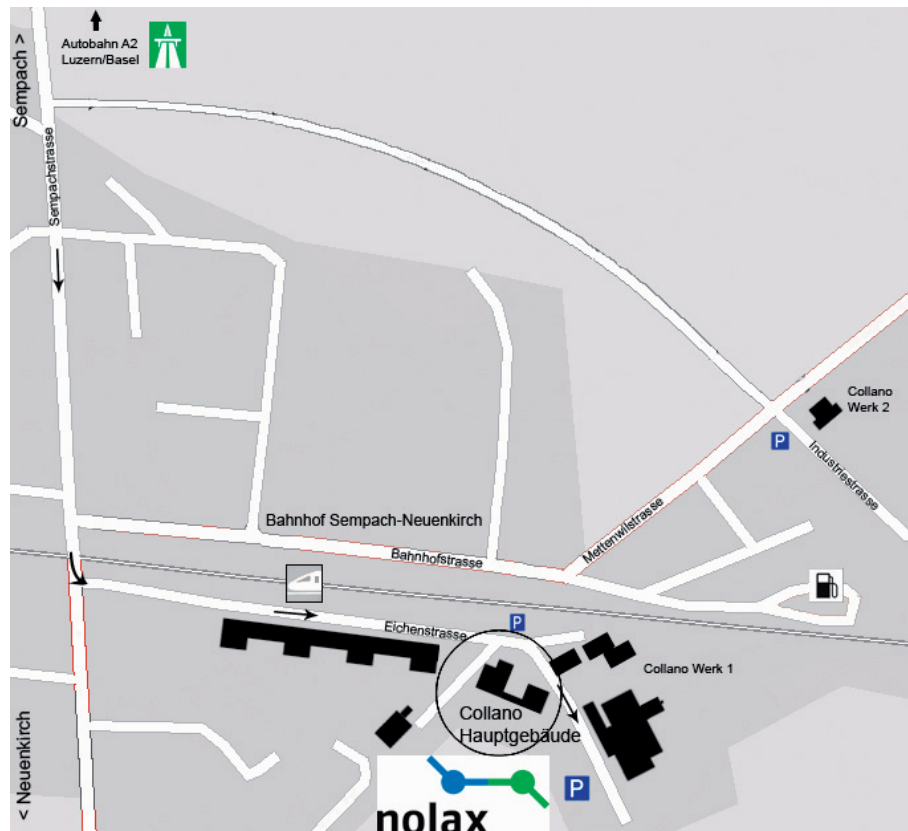 Autobahn A2
Luzern/Basel
Sempach >
Sempachstrasse
Collano
Werk 2
P
Industriestrasse
Mettenwilstrasse
Bahnhof Sempach-Neuenkirch
Bahnhofstrasse
P
Eichenstrasse
Collano Werk 1
Collano
Hauptgebäude
< Neuenkirch
P
nolax